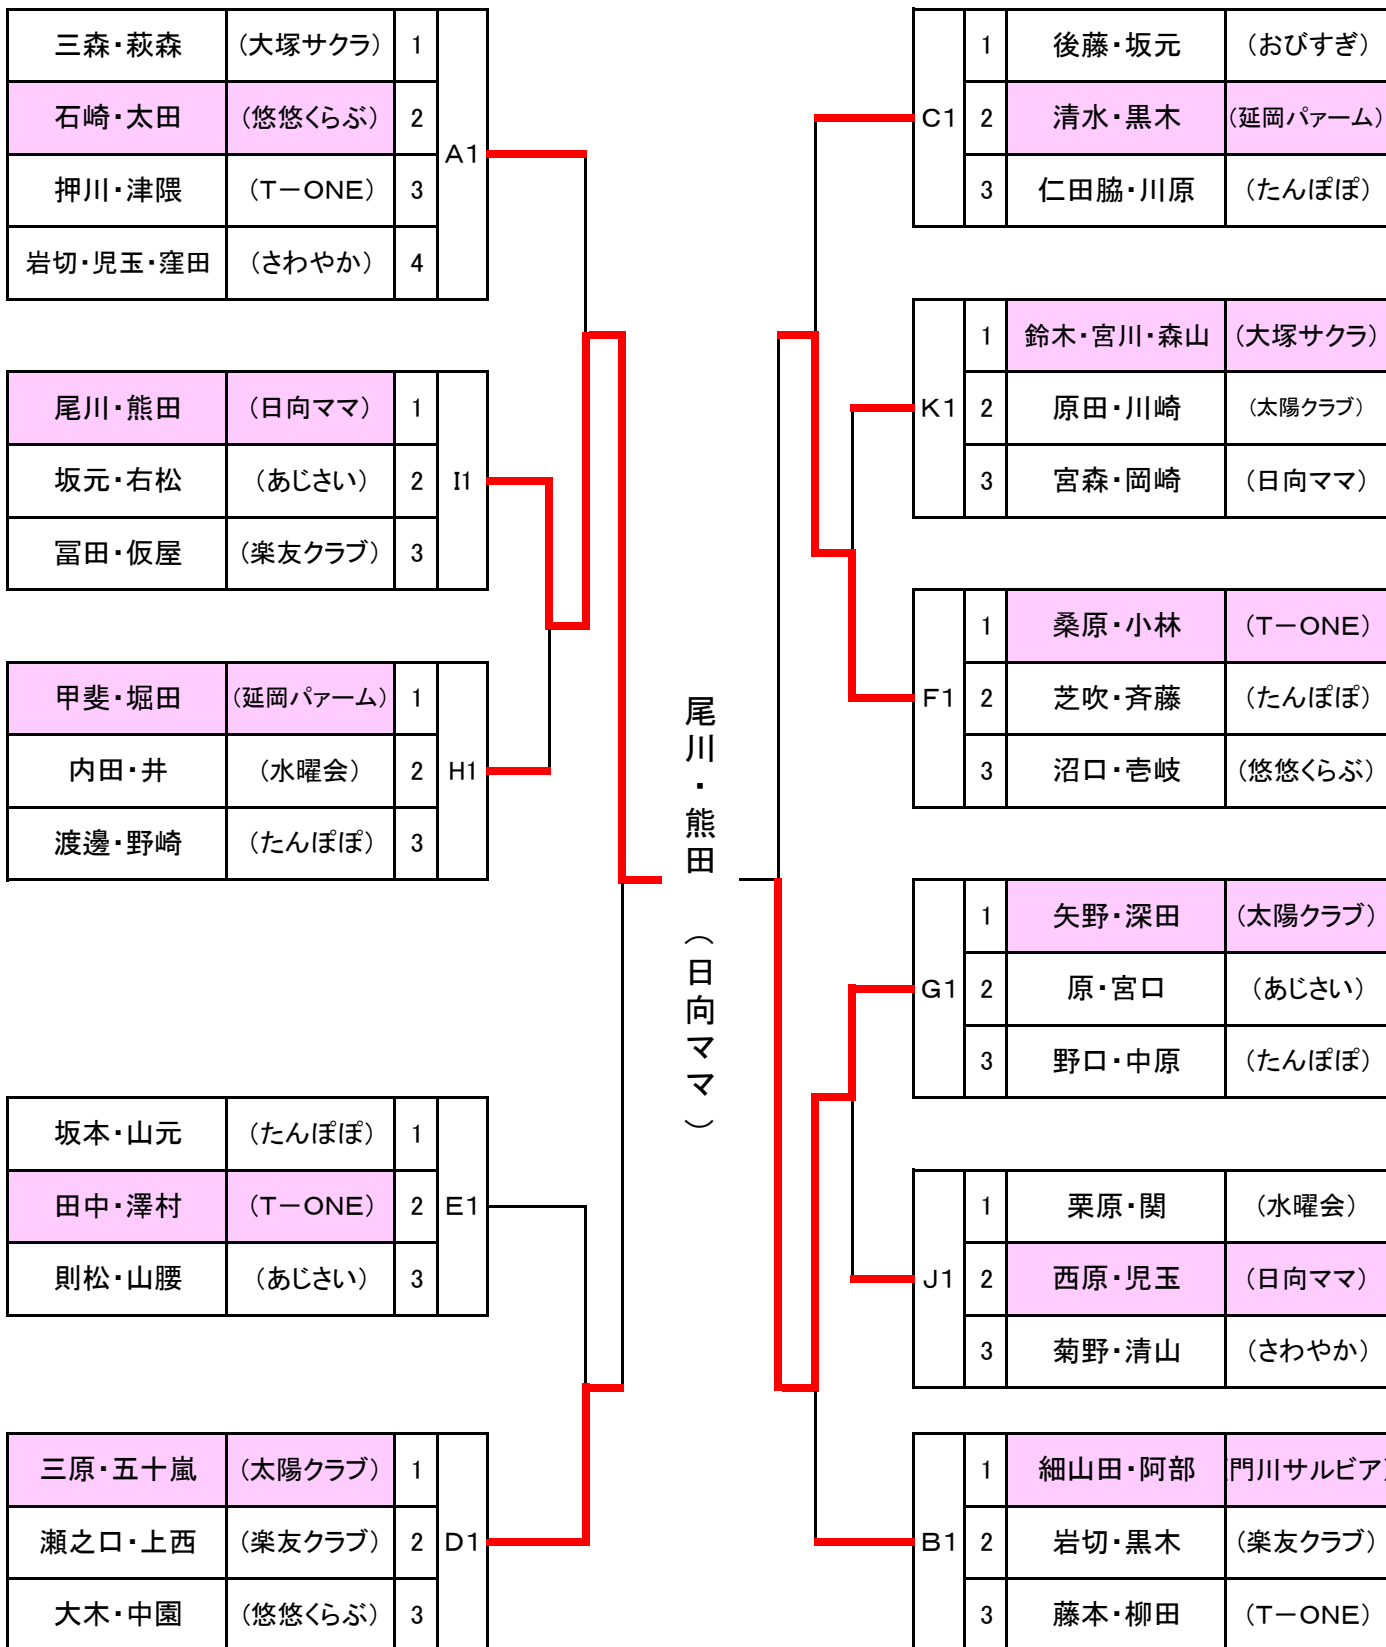 三森・萩森 (大塚サクラ) 1
石崎・太田 (悠悠くらぶ) 2
A1
押川・津隈 (T－ONE) 3
岩切・児玉・窪田 (さわやか) 4
尾川・熊田 (日向ママ) 1
坂元・右松 (あじさい) 2 I1
冨田・仮屋 (楽友クラブ) 3
甲斐・堀田 (延岡パァーム) 1
内田・井 (水曜会) 2 H1
渡邊・野崎 (たんぽぽ) 3
坂本・山元 (たんぽぽ) 1
田中・澤村 (T－ONE) 2 E1
則松・山腰 (あじさい) 3
三原・五十嵐 (太陽クラブ) 1
瀬之口・上西 (楽友クラブ) 2 D1
大木・中園 (悠悠くらぶ) 3
尾川・熊田 (日向ママ)
1 後藤・坂元 (おびすぎ)
C1 2 清水・黒木 (延岡パァーム)
3 仁田脇・川原 (たんぽぽ)
1 鈴木・宮川・森山 (大塚サクラ)
K1 2 原田・川崎 (太陽クラブ)
3 宮森・岡崎 (日向ママ)
1 桑原・小林 (T－ONE)
F1 2 芝吹・斉藤 (たんぽぽ)
3 沼口・壱岐 (悠悠くらぶ)
1 矢野・深田 (太陽クラブ)
G1 2 原・宮口 (あじさい)
3 野口・中原 (たんぽぽ)
1 栗原・関 (水曜会)
J1 2 西原・児玉 (日向ママ)
3 菊野・清山 (さわやか)
1 細山田・阿部 (門川サルビア)
B1 2 岩切・黒木 (楽友クラブ)
3 藤本・柳田 (T－ONE)